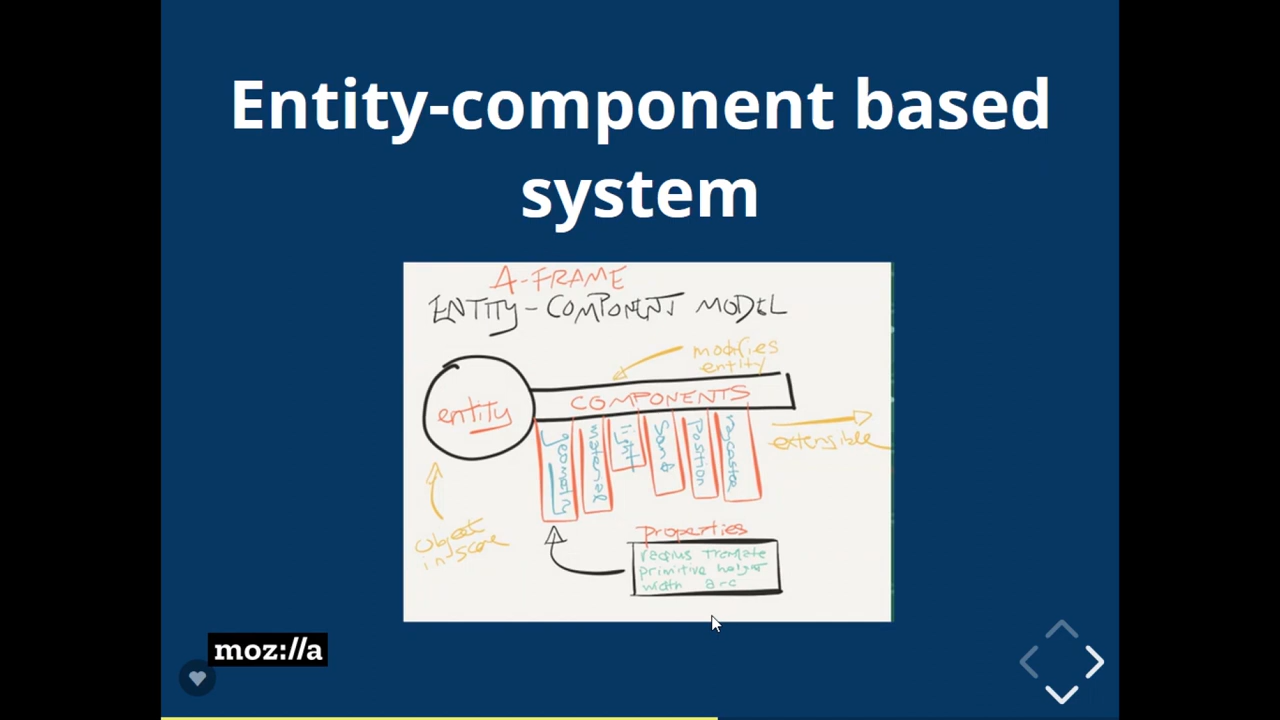 Entity-component based
system
A-FRAME
ENTITY-COMPONENT MODEL
modifies
entity
entity
COMPONENTS
extensible
geometry
material
light
Sound
Position
raycaster
Object
in scene
Properties
radius
primitive height
width arc
moz://a